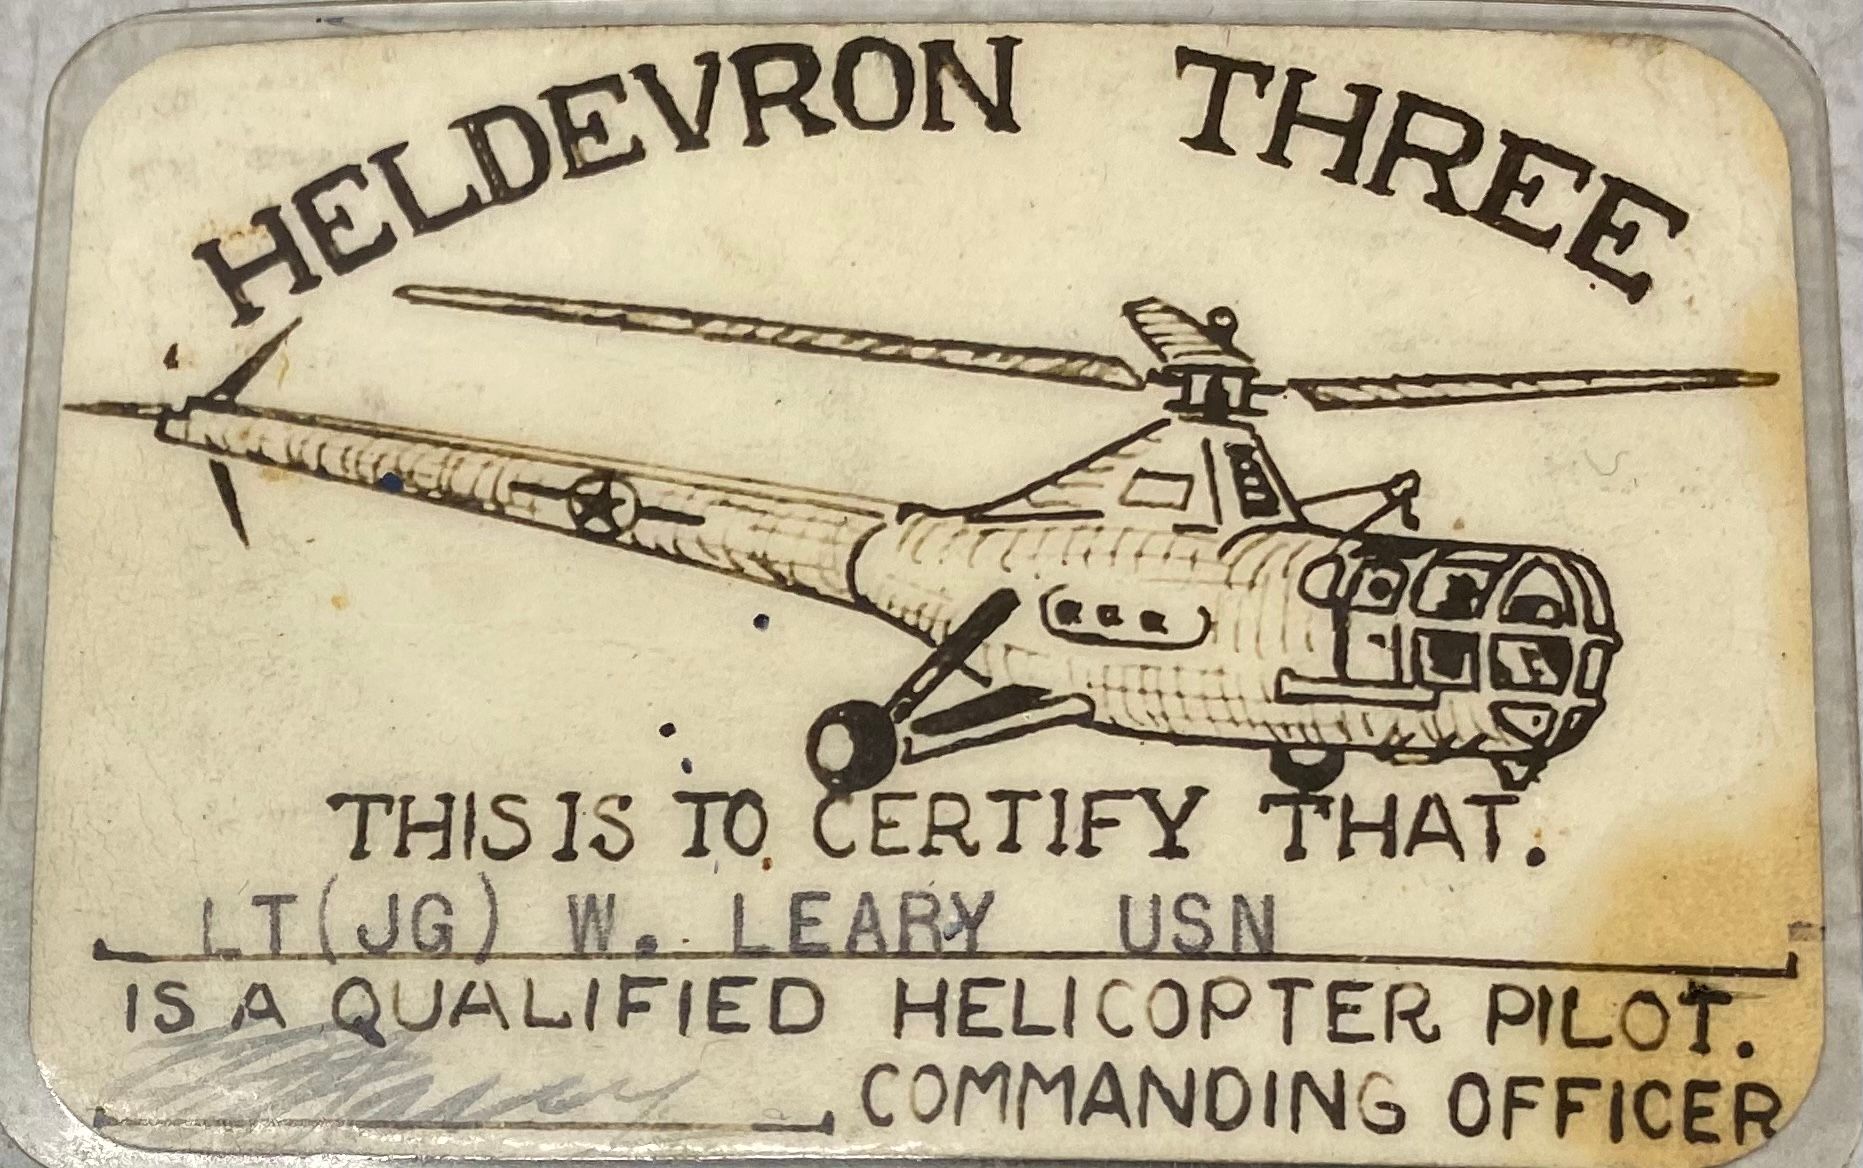 HELDEVRON THREE
THIS IS TO CERTIFY THAT.
LT(JG) W. LEARY USN
IS A QUALIFIED HELICOPTER PILOT.
COMMANDING OFFICER